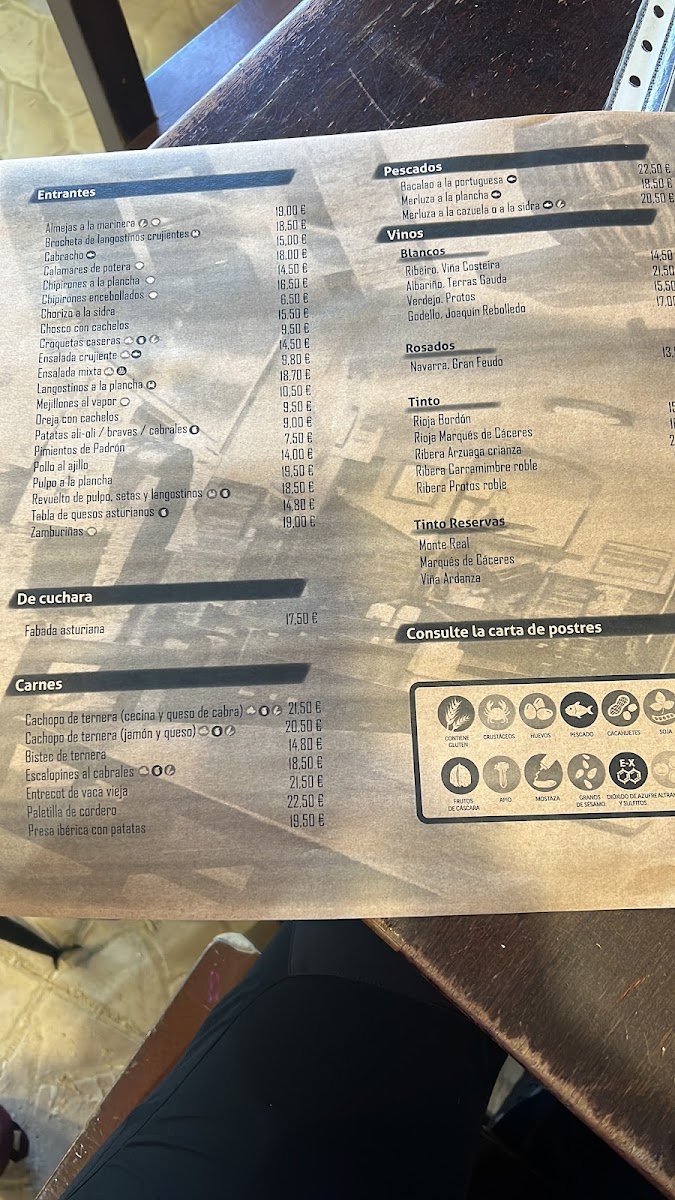 Entrantes
Almejas a la marinera 19,00 €
Brocheta de langostinos crujientes 18,50 €
Cabracho 15,00 €
Calamares de potera 18,00 €
Chipirones a la plancha 14,50 €
Chipirones encebollados 16,50 €
Chorizo a la sidra 6,50 €
Chosco con cachelos 15,50 €
Croquetas caseras 9,50 €
Ensalada crujiente 14,50 €
Ensalada mixta 9,80 €
Langostinos a la plancha 18,70 €
Mejillones al vapor 10,50 €
Oreja con cachelos 9,50 €
Patatas ali-oli / bravas / cabrales 9,00 €
Pimientos de Padrón 7,50 €
Pollo al ajillo 14,00 €
Pulpo a la plancha 19,50 €
Revuelto de pulpo, setas y langostinos 18,50 €
Tabla de quesos asturianos 14,80 €
Zamburiñas 19,00 €
De cuchara
Fabada asturiana 17,50 €
Carnes
Cachopo de ternera (cecina y queso de cabra) 21,50 €
Cachopo de ternera (jamón y queso) 20,50 €
Bistec de ternera 14,80 €
Escalopines al cabrales 18,50 €
Entrecot de vaca vieja 21,50 €
Paletilla de cordero 22,50 €
Presa ibérica con patatas 19,50 €
Pescados
Bacalao a la portuguesa 22,50 €
Merluza a la plancha 18,50 €
Merluza a la cazuela o a la sidra 20,50 €
Vinos
Blancos
Ribeiro, Viña Costeira 14,50
Albariño, Terras Gauda 21,50
Verdejo, Protos 15,50
Godello, Joaquín Rebolledo 17,0
Rosados
Navarra, Gran Feudo 13,
Tinto
Rioja Bordón
Rioja Marqués de Cáceres
Ribera Arzuaga crianza
Ribera Carramimbre roble
Ribera Protos roble
Tinto Reservas
Monte Real
Marqués de Cáceres
Viña Ardanza
Consulte la carta de postres
CONTIENE GLUTEN
CRUSTÁCEOS
HUEVOS
PESCADO
CACAHUETES
SOJA
FRUTOS DE CÁSCARA
APIO
MOSTAZA
GRANOS DE SÉSAMO
E-X
DIÓXIDO DE AZUFRE Y SULFITOS
ALTRAM